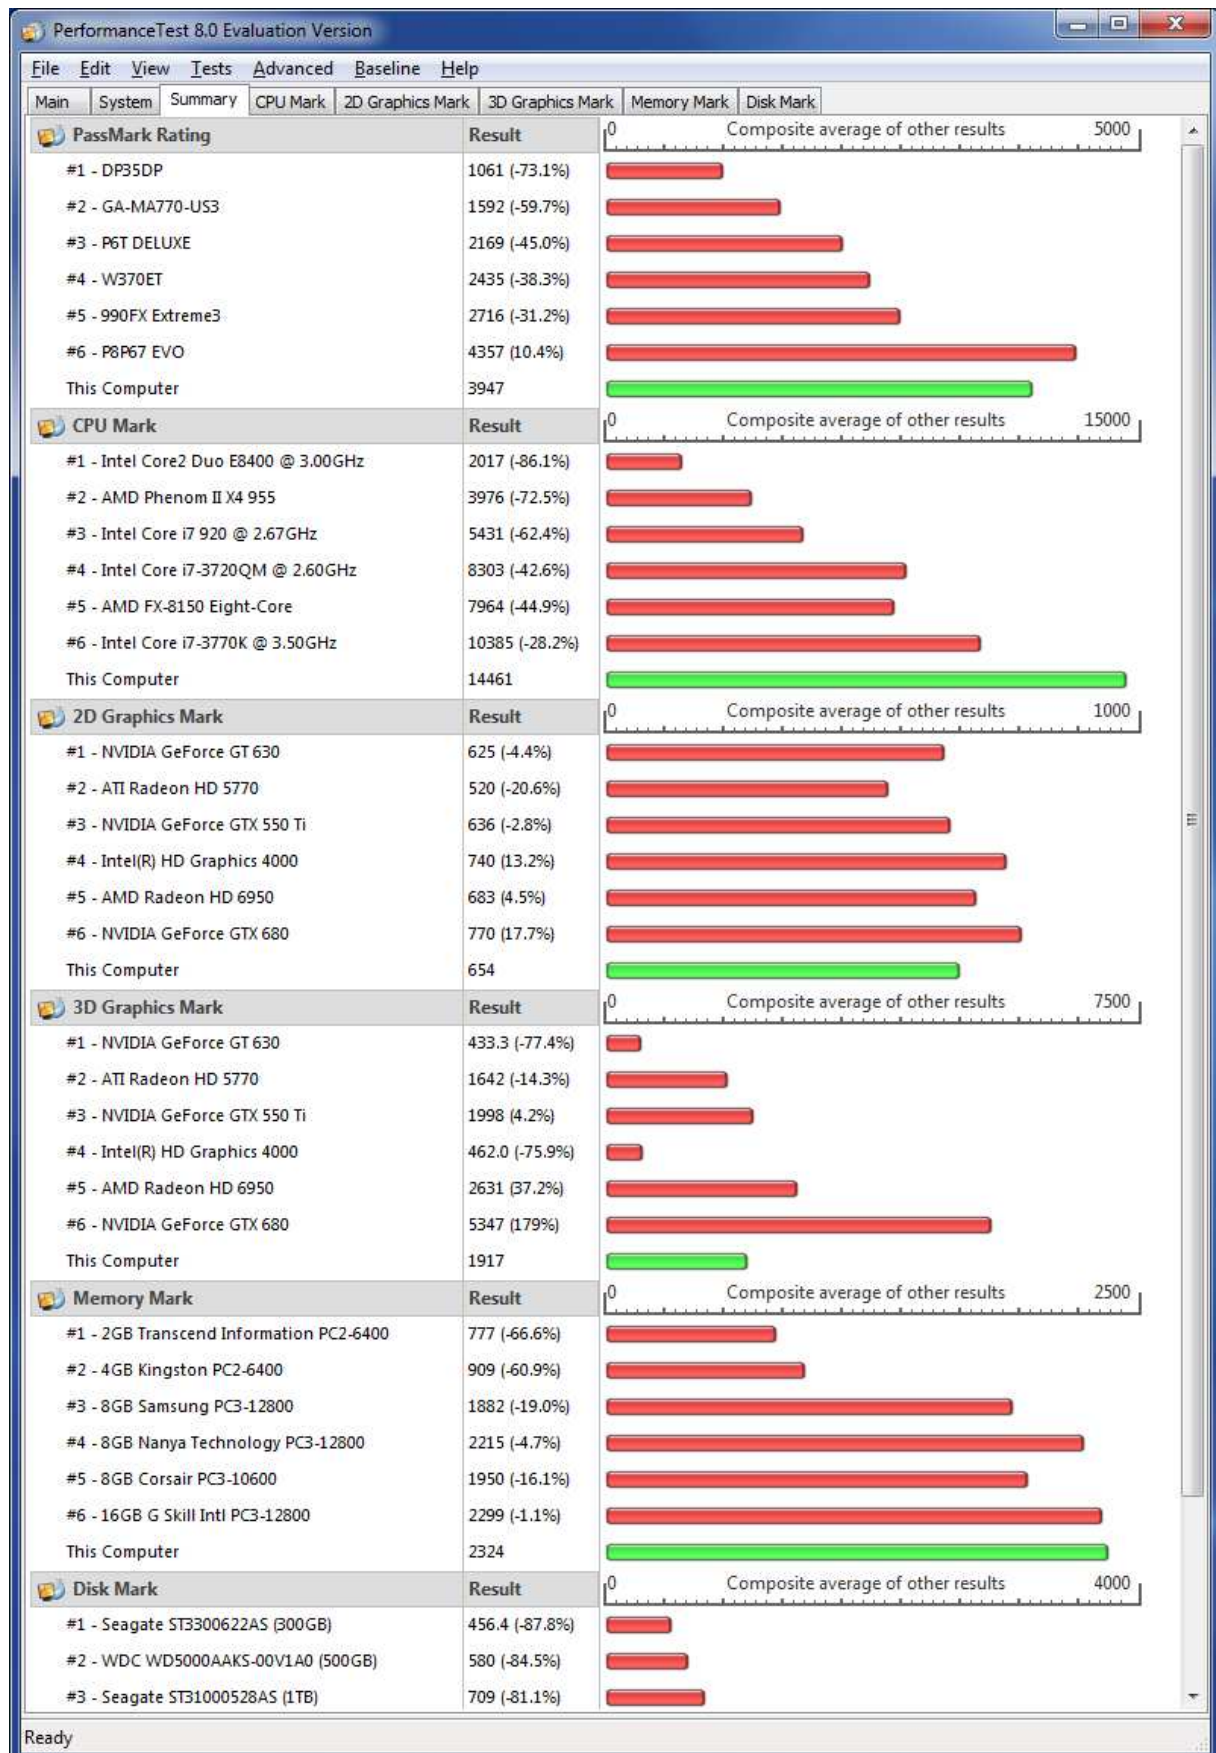 PerformanceTest 8.0 Evaluation Version
File Edit View Tests Advanced Baseline Help
Main System Summary CPU Mark 2D Graphics Mark 3D Graphics Mark Memory Mark Disk Mark
PassMark Rating Result 0 Composite average of other results 5000
#1 - DP35DP 1061 (-73.1%)
#2 - GA-MA770-US3 1592 (-59.7%)
#3 - P6T DELUXE 2169 (-45.0%)
#4 - W370ET 2435 (-38.3%)
#5 - 990FX Extreme3 2716 (-31.2%)
#6 - P8P67 EVO 4357 (10.4%)
This Computer 3947
CPU Mark Result 0 Composite average of other results 15000
#1 - Intel Core2 Duo E8400 @ 3.00GHz 2017 (-86.1%)
#2 - AMD Phenom II X4 955 3976 (-72.5%)
#3 - Intel Core i7 920 @ 2.67GHz 5431 (-62.4%)
#4 - Intel Core i7-3720QM @ 2.60GHz 8303 (-42.6%)
#5 - AMD FX-8150 Eight-Core 7964 (-44.9%)
#6 - Intel Core i7-3770K @ 3.50GHz 10385 (-28.2%)
This Computer 14461
2D Graphics Mark Result 0 Composite average of other results 1000
#1 - NVIDIA GeForce GT 630 625 (-4.4%)
#2 - ATI Radeon HD 5770 520 (-20.6%)
#3 - NVIDIA GeForce GTX 550 Ti 636 (-2.8%)
#4 - Intel(R) HD Graphics 4000 740 (13.2%)
#5 - AMD Radeon HD 6950 683 (4.5%)
#6 - NVIDIA GeForce GTX 680 770 (17.7%)
This Computer 654
3D Graphics Mark Result 0 Composite average of other results 7500
#1 - NVIDIA GeForce GT 630 433.3 (-77.4%)
#2 - ATI Radeon HD 5770 1642 (-14.3%)
#3 - NVIDIA GeForce GTX 550 Ti 1998 (4.2%)
#4 - Intel(R) HD Graphics 4000 462.0 (-75.9%)
#5 - AMD Radeon HD 6950 2631 (37.2%)
#6 - NVIDIA GeForce GTX 680 5347 (179%)
This Computer 1917
Memory Mark Result 0 Composite average of other results 2500
#1 - 2GB Transcend Information PC2-6400 777 (-66.6%)
#2 - 4GB Kingston PC2-6400 909 (-60.9%)
#3 - 8GB Samsung PC3-12800 1882 (-19.0%)
#4 - 8GB Nanya Technology PC3-12800 2215 (-4.7%)
#5 - 8GB Corsair PC3-10600 1950 (-16.1%)
#6 - 16GB G Skill Intl PC3-12800 2299 (-1.1%)
This Computer 2324
Disk Mark Result 0 Composite average of other results 4000
#1 - Seagate ST3300622AS (300GB) 456.4 (-87.8%)
#2 - WDC WD5000AAKS-00V1A0 (500GB) 580 (-84.5%)
#3 - Seagate ST31000528AS (1TB) 709 (-81.1%)
Ready